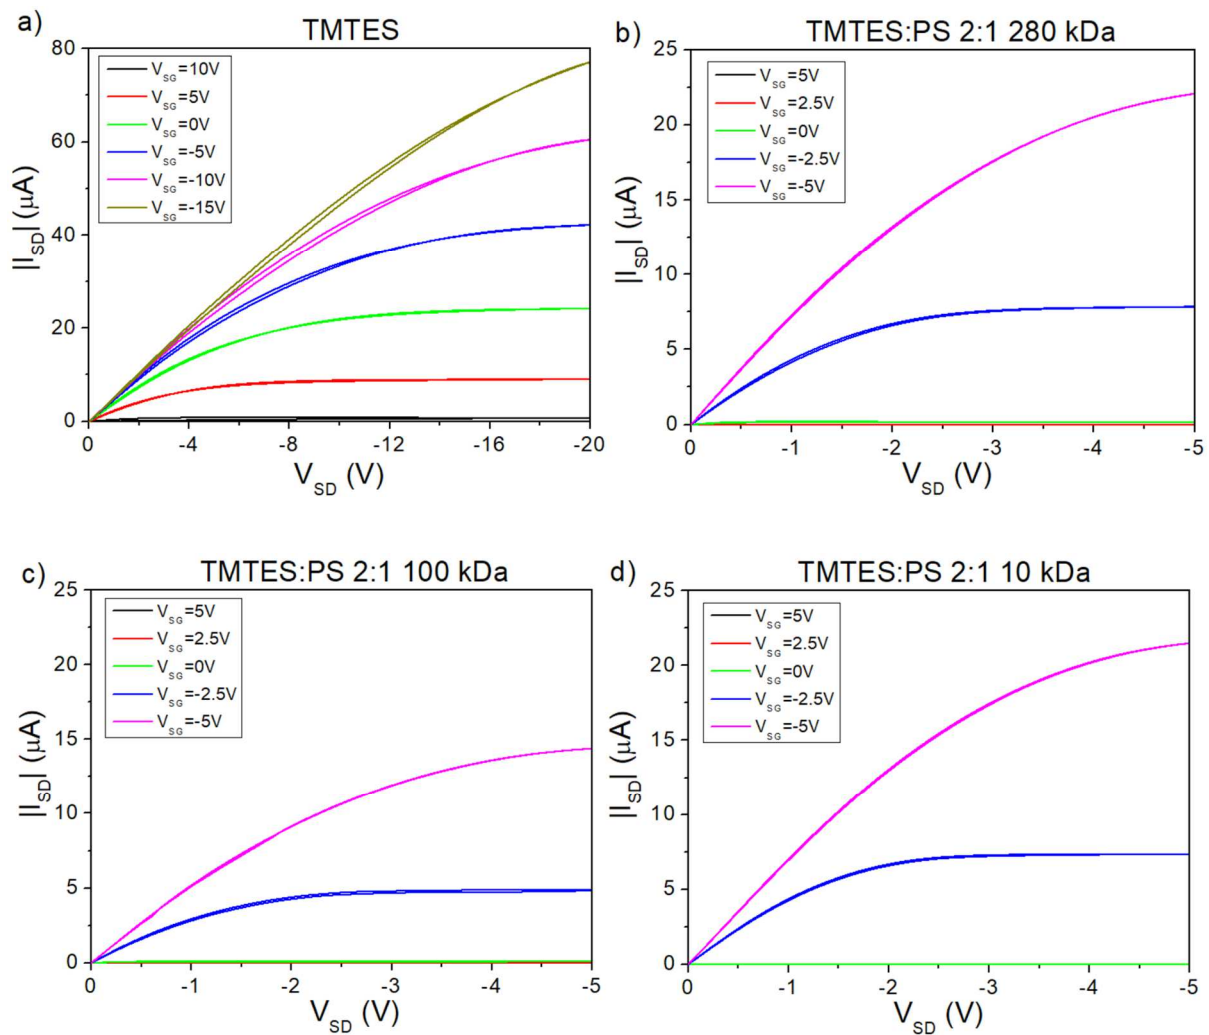 a)
TMTES
|I_SD| (μA)
80
60
40
20
0
V_SG=10V
V_SG=5V
V_SG=0V
V_SG=-5V
V_SG=-10V
V_SG=-15V
0 -4 -8 -12 -16 -20
V_SD (V)
b)
TMTES:PS 2:1 280 kDa
|I_SD| (μA)
25
20
15
10
5
0
V_SG=5V
V_SG=2.5V
V_SG=0V
V_SG=-2.5V
V_SG=-5V
0 -1 -2 -3 -4 -5
V_SD (V)
c)
TMTES:PS 2:1 100 kDa
|I_SD| (μA)
25
20
15
10
5
0
V_SG=5V
V_SG=2.5V
V_SG=0V
V_SG=-2.5V
V_SG=-5V
0 -1 -2 -3 -4 -5
V_SD (V)
d)
TMTES:PS 2:1 10 kDa
|I_SD| (μA)
25
20
15
10
5
0
V_SG=5V
V_SG=2.5V
V_SG=0V
V_SG=-2.5V
V_SG=-5V
0 -1 -2 -3 -4 -5
V_SD (V)